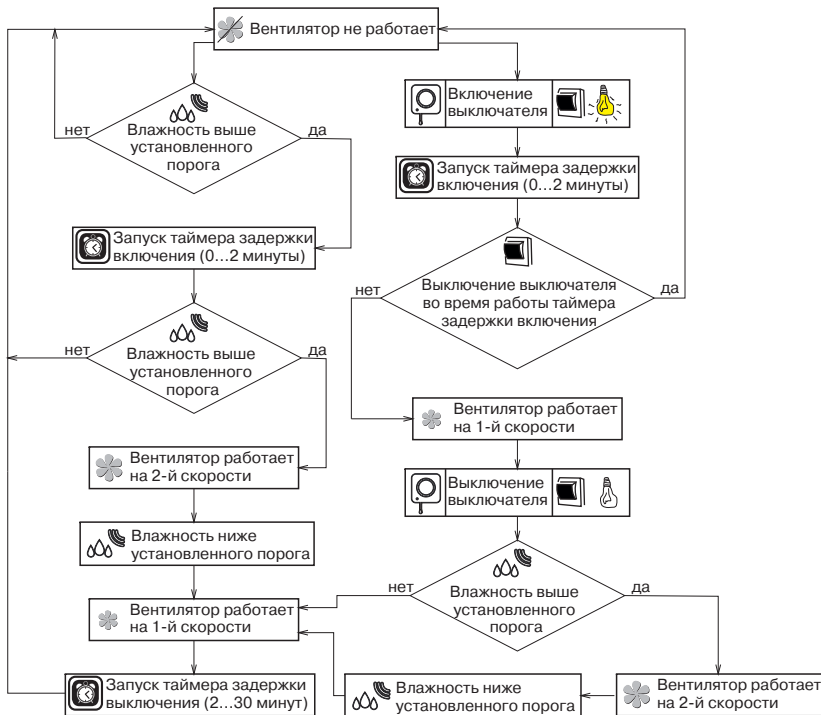 Вентилятор не работает
Включение
выключателя
нет
Влажность выше
установленного
порога
да
Запуск таймера задержки
включения (0...2 минуты)
Запуск таймера задержки
включения (0...2 минуты)
нет
Выключение выключателя
во время работы таймера
задержки включения
да
нет
Влажность выше
установленного
порога
да
Вентилятор работает
на 1-й скорости
Вентилятор работает
на 2-й скорости
Выключение
выключателя
Влажность ниже
установленного порога
нет
Влажность выше
установленного
порога
да
Вентилятор работает
на 1-й скорости
Запуск таймера задержки
выключения (2...30 минут)
Влажность ниже
установленного порога
Вентилятор работает
на 2-й скорости